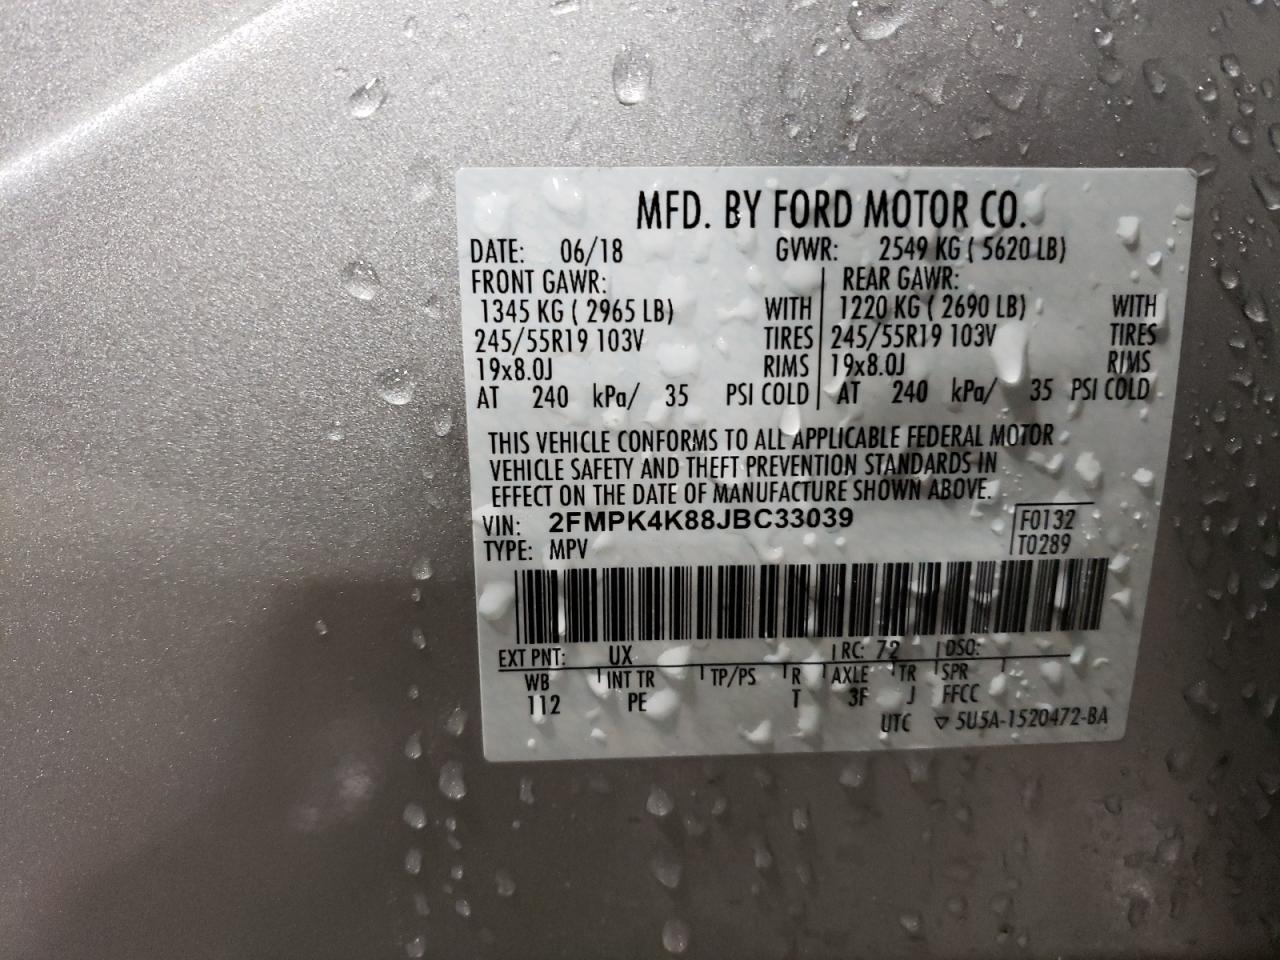 MFD. BY FORD MOTOR CO.
DATE: 06/18 GVWR: 2549 KG ( 5620 LB)
FRONT GAWR: REAR GAWR:
1345 KG ( 2965 LB) WITH 1220 KG ( 2690 LB) WITH
245/55R19 103V TIRES 245/55R19 103V TIRES
19x8.0J RIMS 19x8.0J RIMS
AT 240 kPa/ 35 PSI COLD AT 240 kPa/ 35 PSI COLD
THIS VEHICLE CONFORMS TO ALL APPLICABLE FEDERAL MOTOR
VEHICLE SAFETY AND THEFT PREVENTION STANDARDS IN
EFFECT ON THE DATE OF MANUFACTURE SHOWN ABOVE.
VIN: 2FMPK4K88JBC33039 F0132
TYPE: MPV T0289
EXT PNT: UX RC: 72 DSO:
WB INT TR TP/PS R AXLE TR SPR
112 PE T 3F J FFCC
UTC ▽ 5U5A-1520472-BA